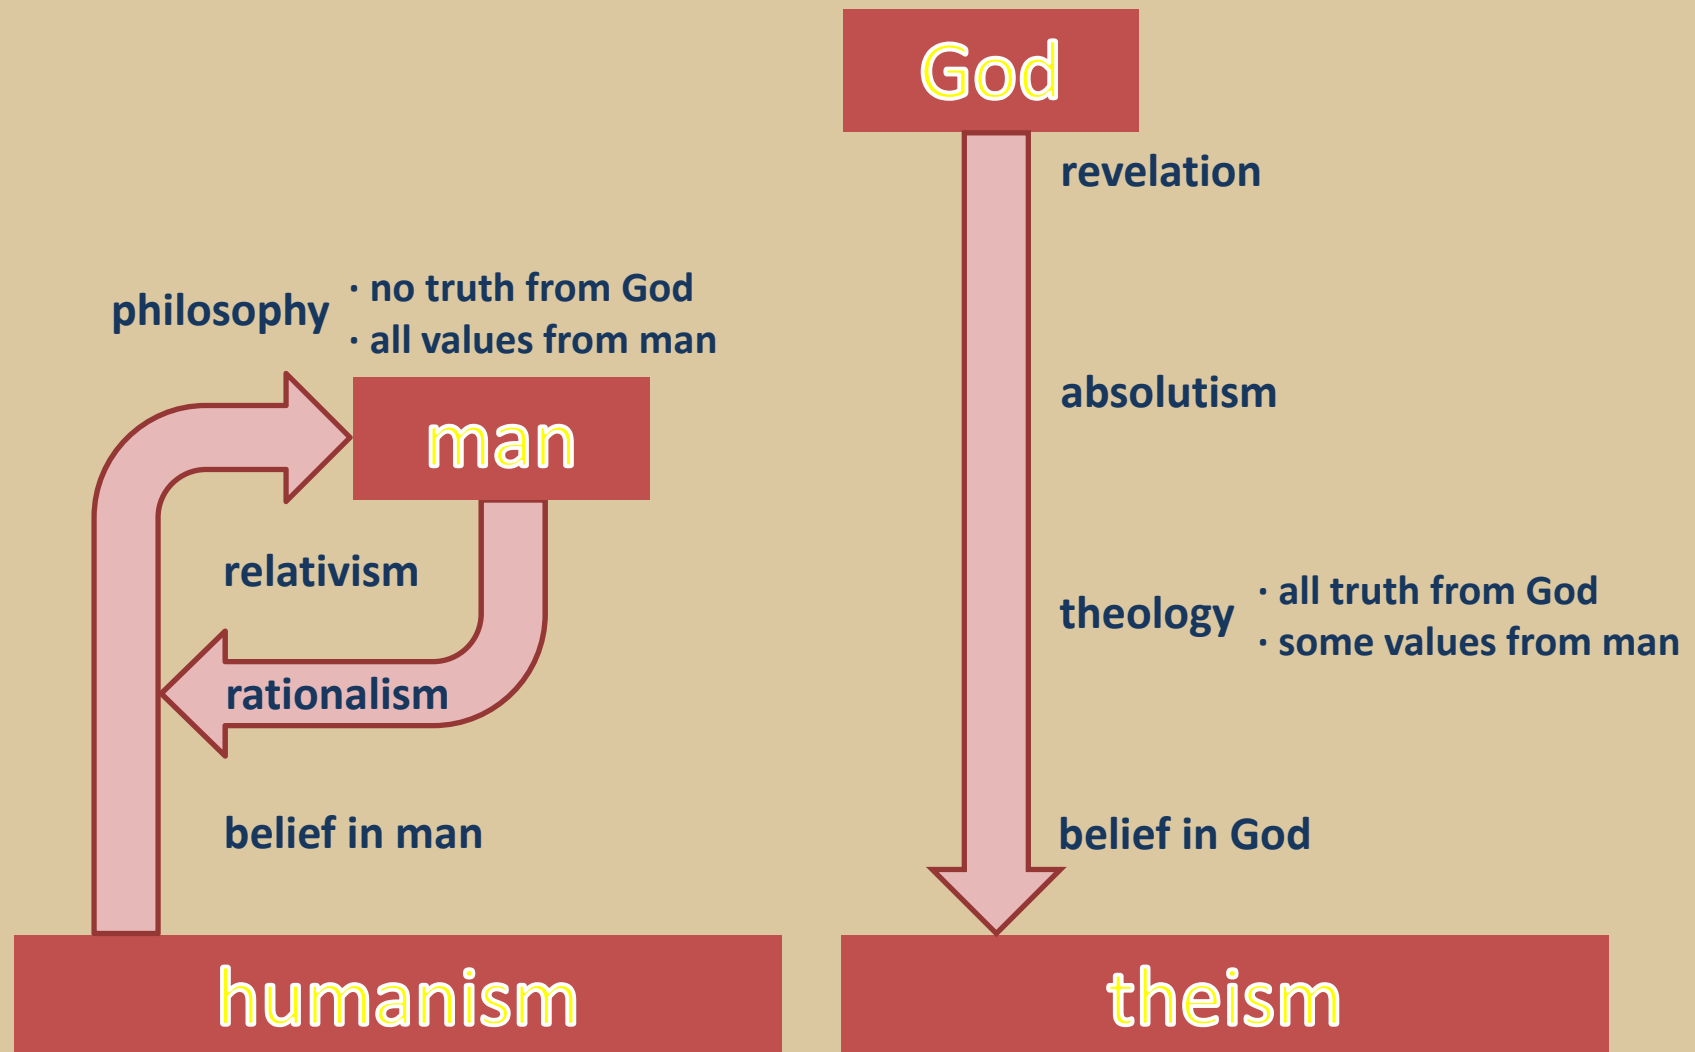 God
revelation
philosophy
· no truth from God
· all values from man
man
absolutism
relativism
theology
· all truth from God
· some values from man
rationalism
belief in man
belief in God
humanism
theism